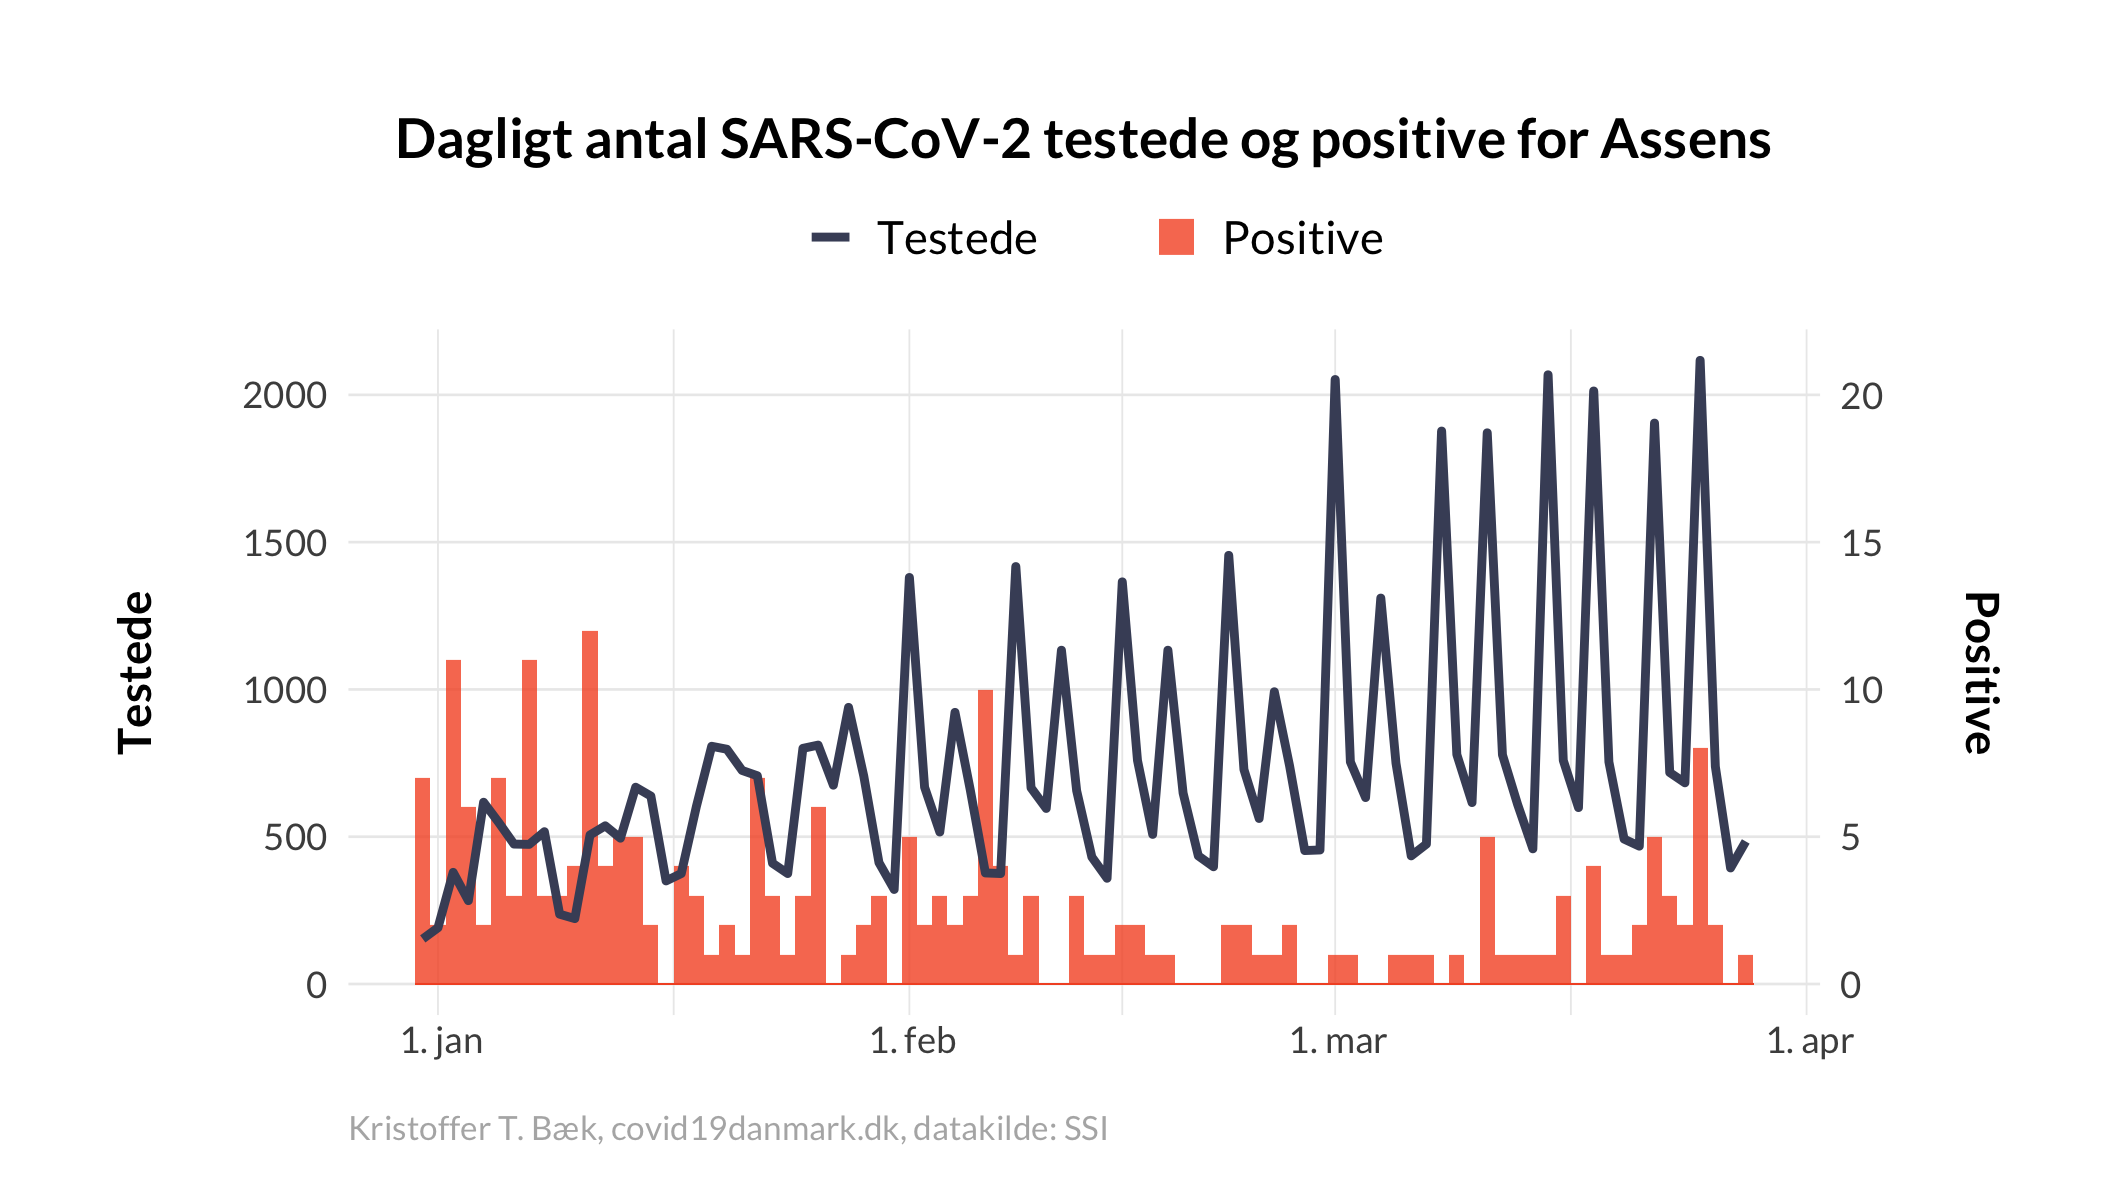 Dagligt antal SARS-CoV-2 testede og positive for Assens
Testede Positive
2000 20
1500 15
1000 10
500 5
0 0
Testede
Positive
1. jan 1. feb 1. mar 1. apr
Kristoffer T. Bæk, covid19danmark.dk, datakilde: SSI